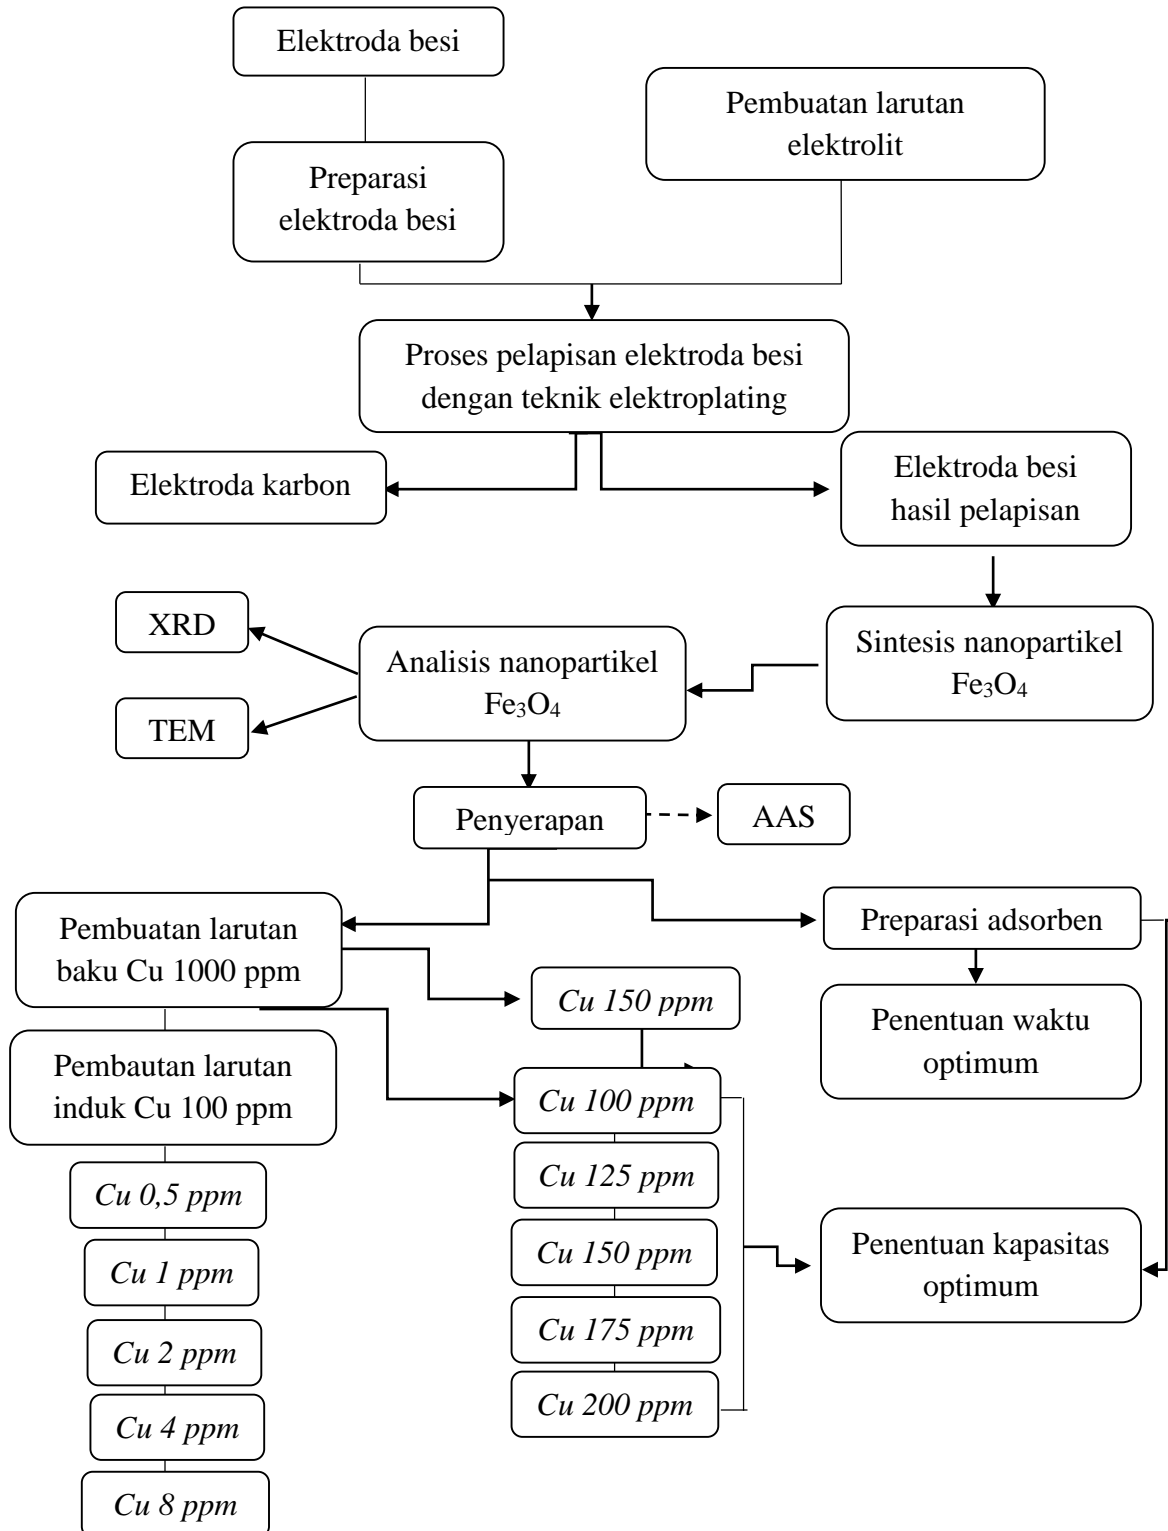 Elektroda besi
Pembuatan larutan
elektrolit
Preparasi
elektroda besi
Proses pelapisan elektroda besi
dengan teknik elektroplating
Elektroda karbon
Elektroda besi
hasil pelapisan
XRD
Analisis nanopartikel
Fe₃O₄
Sintesis nanopartikel
Fe₃O₄
TEM
Penyerapan
AAS
Pembuatan larutan
baku Cu 1000 ppm
Preparasi adsorben
Cu 150 ppm
Penentuan waktu
optimum
Pembautan larutan
induk Cu 100 ppm
Cu 100 ppm
Cu 125 ppm
Cu 150 ppm
Cu 175 ppm
Cu 200 ppm
Penentuan kapasitas
optimum
Cu 0,5 ppm
Cu 1 ppm
Cu 2 ppm
Cu 4 ppm
Cu 8 ppm